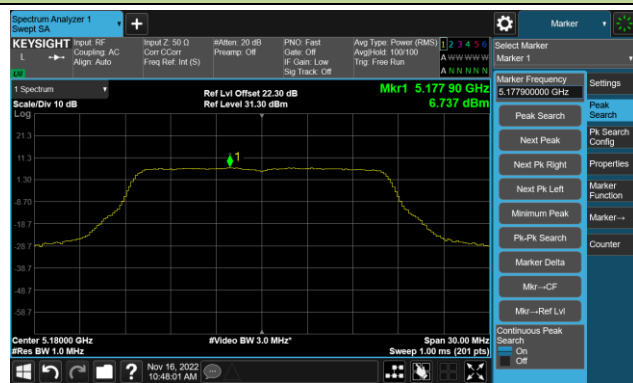 Spectrum Analyzer 1
Swept SA
Marker
KEYSIGHT
L
Input: RF
Coupling: AC
Align: Auto
Input Z: 50 Ω
Corr CCorr
Freq Ref: Int (S)
#Atten: 20 dB
Preamp: Off
PNO: Fast
Gate: Off
IF Gain: Low
Sig Track: Off
Avg Type: Power (RMS)
Avg|Hold: 100/100
Trig: Free Run
1 2 3 4 5 6
A W W W W W
A N N N N N
Select Marker
Marker 1
1 Spectrum
Scale/Div 10 dB
Log
Ref Lvl Offset 22.30 dB
Ref Level 31.30 dBm
Mkr1 5.177 90 GHz
6.737 dBm
21.3
11.3
1.30
-8.70
-18.7
-28.7
-38.7
-48.7
-58.7
1
Center 5.18000 GHz
#Res BW 1.0 MHz
#Video BW 3.0 MHz*
Span 30.00 MHz
Sweep 1.00 ms (201 pts)
Marker Frequency
5.177900000 GHz
Peak Search
Next Peak
Next Pk Right
Next Pk Left
Minimum Peak
Pk-Pk Search
Marker Delta
Mkr→CF
Mkr→Ref Lvl
Continuous Peak
Search
On
Off
Settings
Peak
Search
Pk Search
Config
Properties
Marker
Function
Marker→
Counter
?
Nov 16, 2022
10:48:01 AM